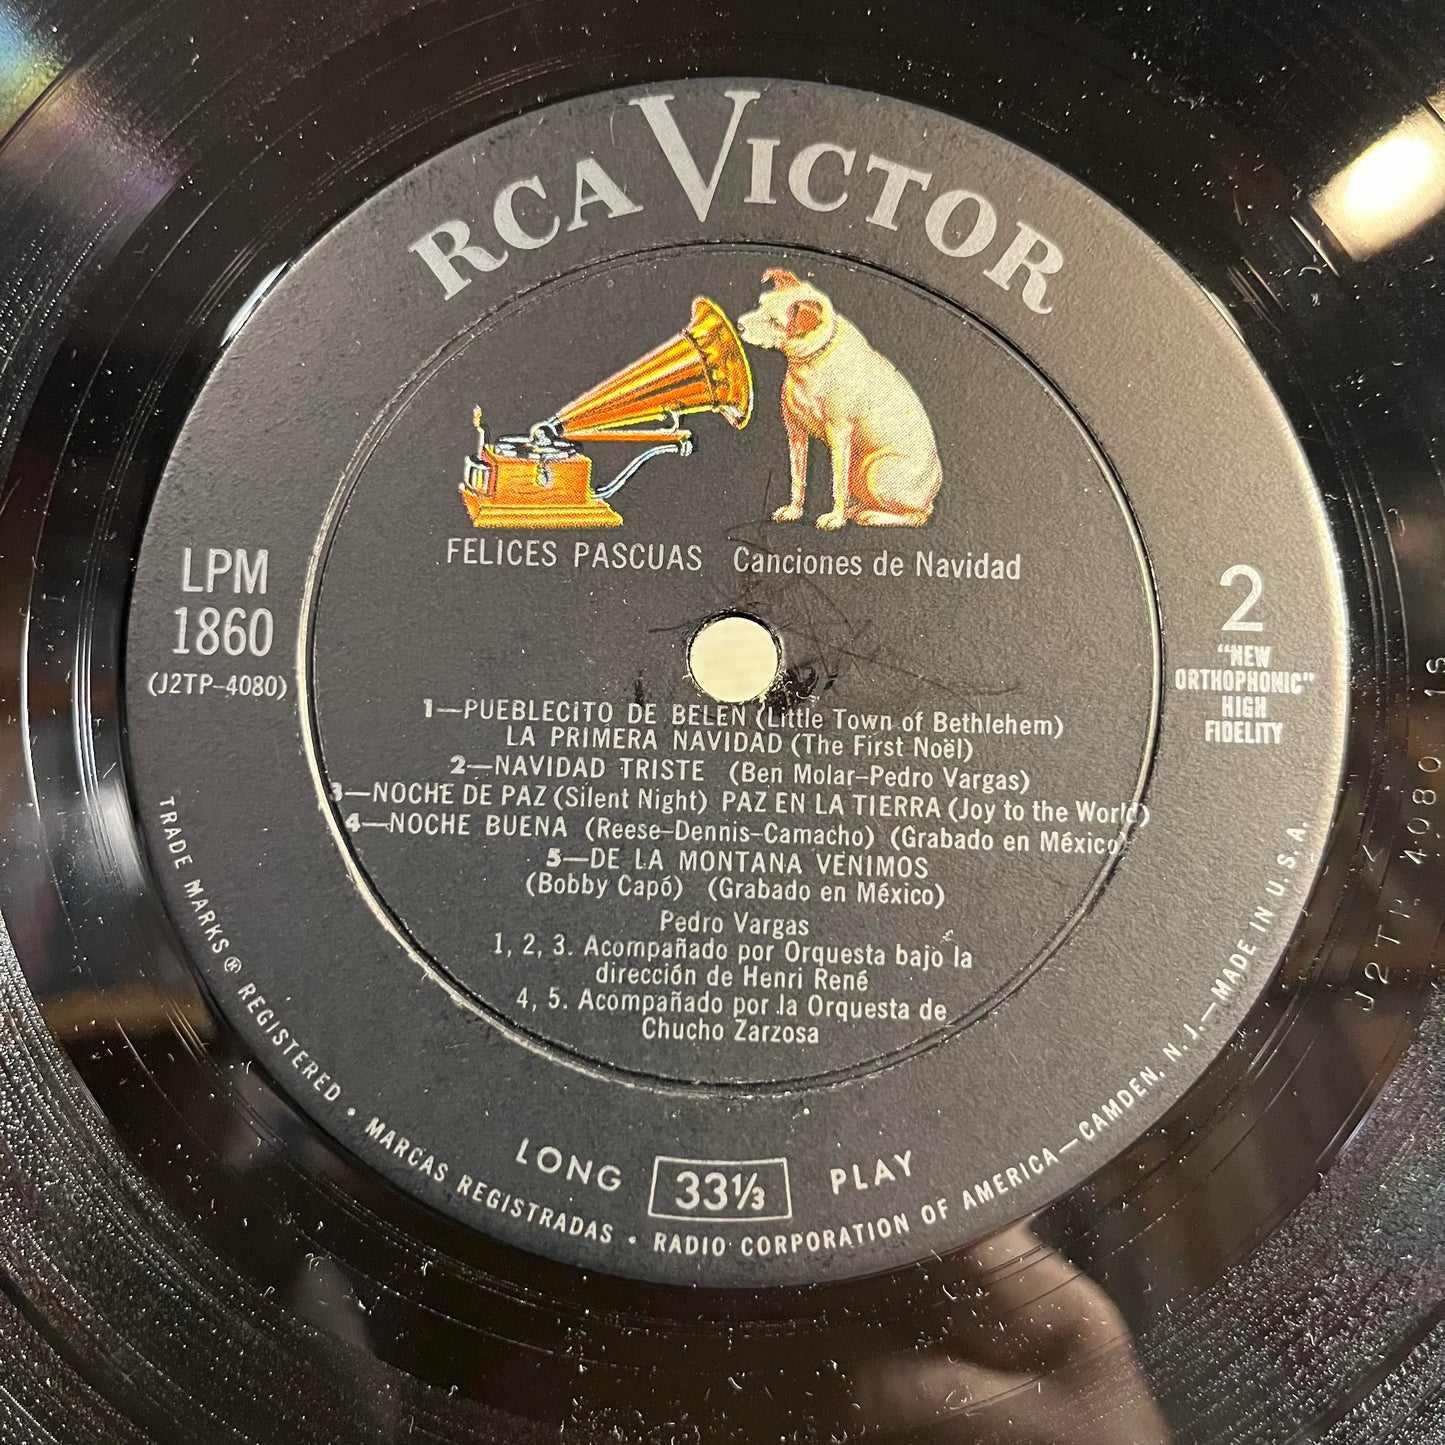 RCA VICTOR
FELICES PASCUAS Canciones de Navidad
LPM
1860
(J2TP-4080)
2
"NEW
ORTHOPHONIC"
HIGH
FIDELITY
1—PUEBLECITO DE BELEN (Little Town of Bethlehem)
LA PRIMERA NAVIDAD (The First Noël)
2—NAVIDAD TRISTE (Ben Molar-Pedro Vargas)
3—NOCHE DE PAZ (Silent Night) PAZ EN LA TIERRA (Joy to the World)
4—NOCHE BUENA (Reese-Dennis-Camacho) (Grabado en México)
5—DE LA MONTANA VENIMOS
(Bobby Capó) (Grabado en México)
Pedro Vargas
1, 2, 3. Acompañado por Orquesta bajo la
dirección de Henri René
4, 5. Acompañado por la Orquesta de
Chucho Zarzosa
LONG 33⅓ PLAY
TRADE MARKS ® REGISTERED • MARCAS REGISTRADAS • RADIO CORPORATION OF AMERICA—CAMDEN, N. J.—MADE IN U.S.A.
J2TP 4080 1S